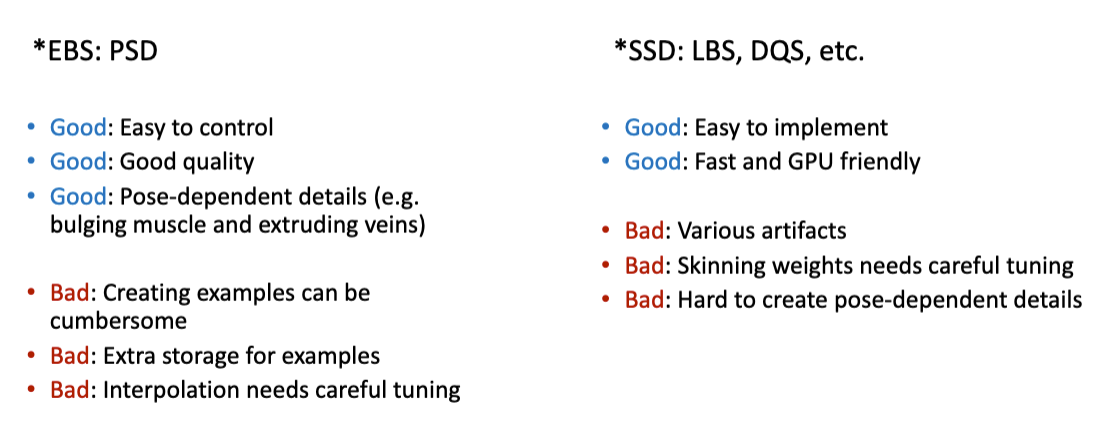 *EBS: PSD
• Good: Easy to control
• Good: Good quality
• Good: Pose-dependent details (e.g.
bulging muscle and extruding veins)
• Bad: Creating examples can be
cumbersome
• Bad: Extra storage for examples
• Bad: Interpolation needs careful tuning
*SSD: LBS, DQS, etc.
• Good: Easy to implement
• Good: Fast and GPU friendly
• Bad: Various artifacts
• Bad: Skinning weights needs careful tuning
• Bad: Hard to create pose-dependent details